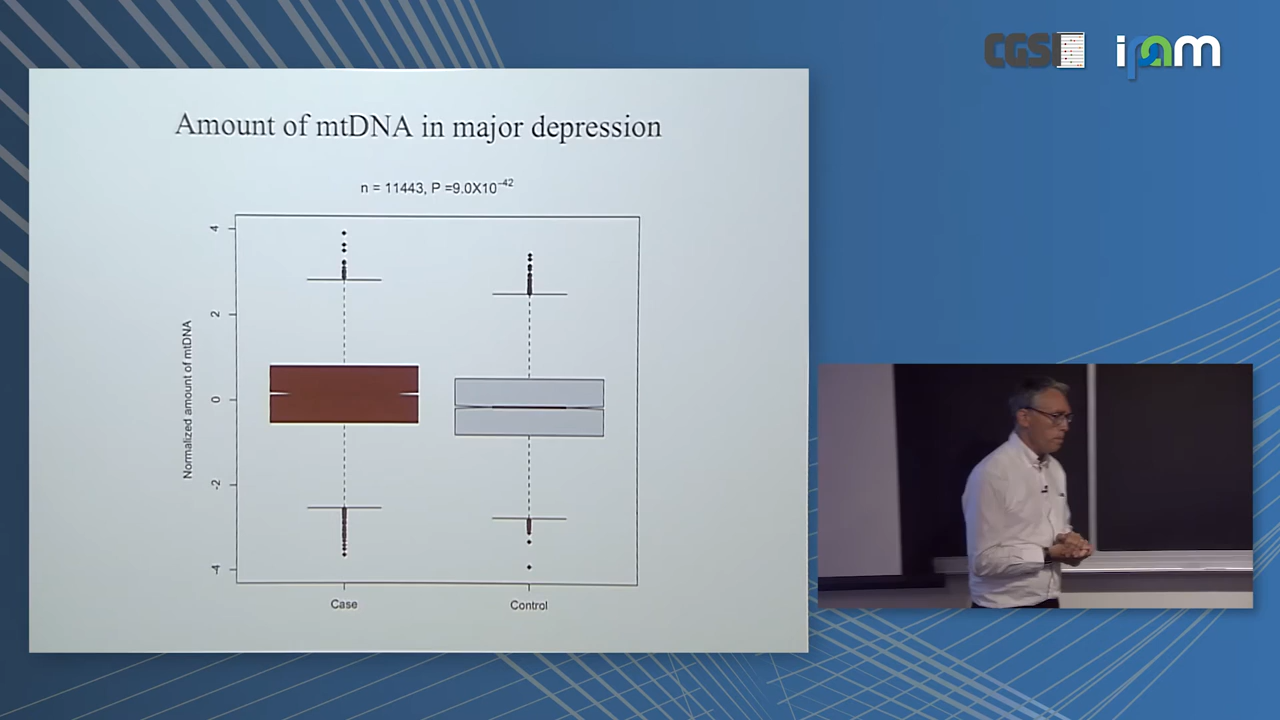 CGSI
ipam
Amount of mtDNA in major depression
n = 11443, P =9.0X10⁻⁴²
4
2
0
-2
-4
Normalized amount of mtDNA
Case
Control